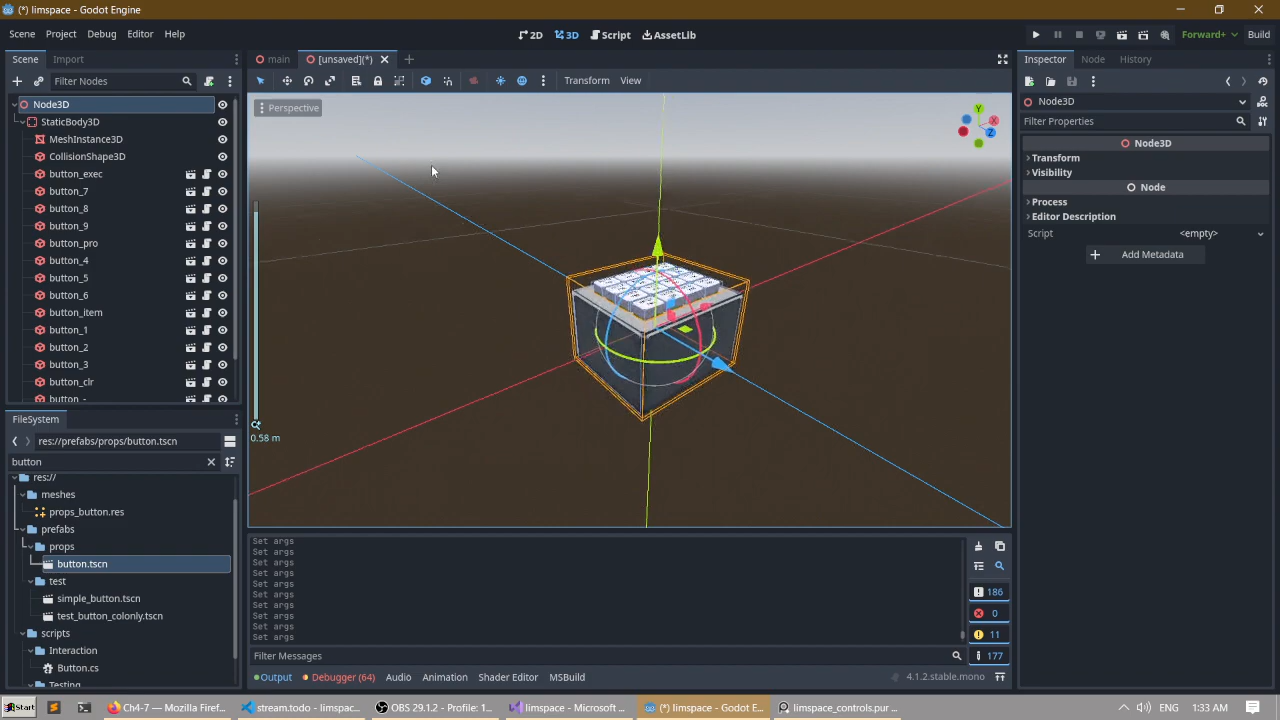 (*) limspace - Godot Engine
Scene Project Debug Editor Help
2D 3D Script AssetLib
Forward+ Build
Scene Import
main [unsaved](*)
Inspector Node History
Filter Nodes
Transform View
Node3D
StaticBody3D
MeshInstance3D
CollisionShape3D
button_exec
button_7
button_8
button_9
button_pro
button_4
button_5
button_6
button_item
button_1
button_2
button_3
button_clr
button_-
Perspective
Y
X
Z
0.58 m
Node3D
Filter Properties
Node3D
Transform
Visibility
Node
Process
Editor Description
Script <empty>
Add Metadata
FileSystem
res://prefabs/props/button.tscn
button
res://
meshes
props_button.res
prefabs
props
button.tscn
test
simple_button.tscn
test_button_colonly.tscn
scripts
Interaction
Button.cs
Testing
Set args
Set args
Set args
Set args
Set args
Set args
Set args
Set args
Set args
Set args
186
0
11
177
Filter Messages
Output Debugger (64) Audio Animation Shader Editor MSBuild
4.1.2.stable.mono
Start
Ch4-7 — Mozilla Firef...
stream.todo - limspac...
OBS 29.1.2 - Profile: 1...
limspace - Microsoft ...
(*) limspace - Godot E...
limspace_controls.pur ...
ENG 1:33 AM